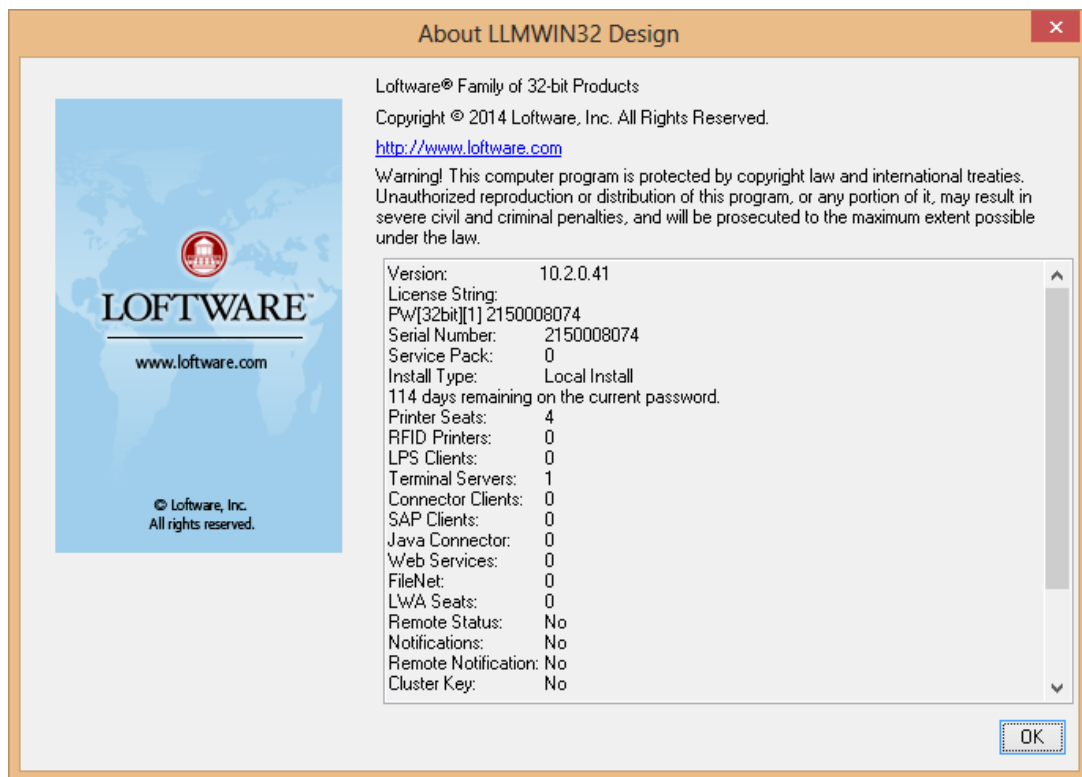 About LLMWIN32 Design
Loftware® Family of 32-bit Products
Copyright © 2014 Loftware, Inc. All Rights Reserved.
http://www.loftware.com
Warning! This computer program is protected by copyright law and international treaties.
Unauthorized reproduction or distribution of this program, or any portion of it, may result in
severe civil and criminal penalties, and will be prosecuted to the maximum extent possible
under the law.
LOFTWARE™
www.loftware.com
© Loftware, Inc.
All rights reserved.
Version: 10.2.0.41
License String:
PW[32bit][1] 2150008074
Serial Number: 2150008074
Service Pack: 0
Install Type: Local Install
114 days remaining on the current password.
Printer Seats: 4
RFID Printers: 0
LPS Clients: 0
Terminal Servers: 1
Connector Clients: 0
SAP Clients: 0
Java Connector: 0
Web Services: 0
FileNet: 0
LWA Seats: 0
Remote Status: No
Notifications: No
Remote Notification: No
Cluster Key: No
OK